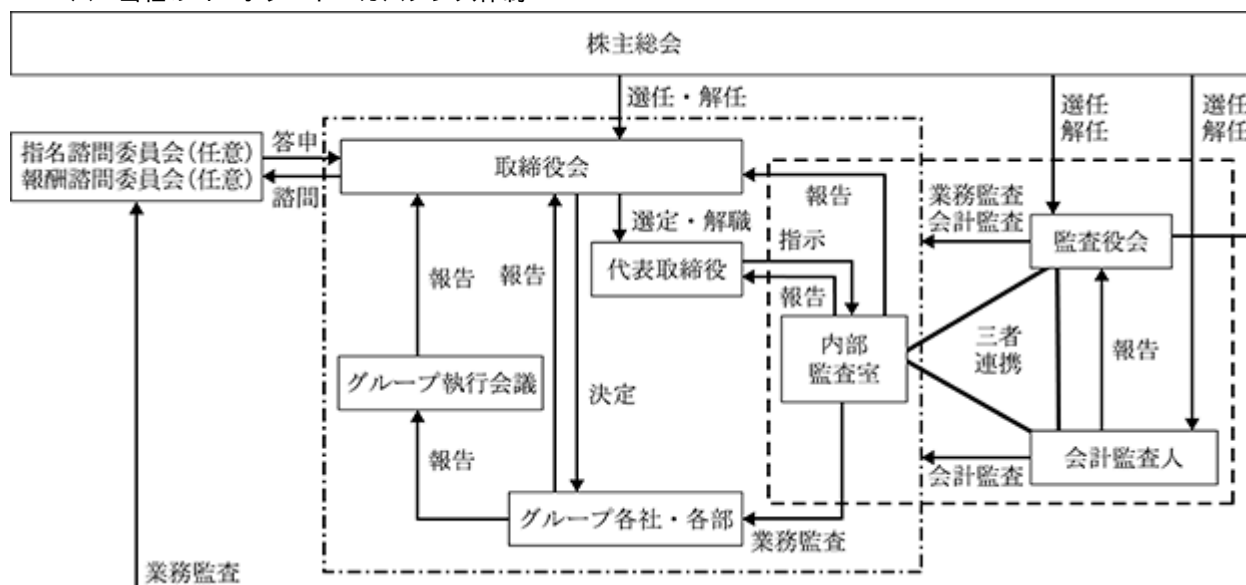 株主総会
選任・解任
選任
解任
選任
解任
指名諮問委員会(任意)
報酬諮問委員会(任意)
答申
諮問
取締役会
報告
業務監査
会計監査
監査役会
選定・解職
指示
代表取締役
報告
報告
報告
内部
監査室
三者
連携
報告
グループ執行会議
決定
報告
会計監査
会計監査人
グループ各社・各部
業務監査
業務監査